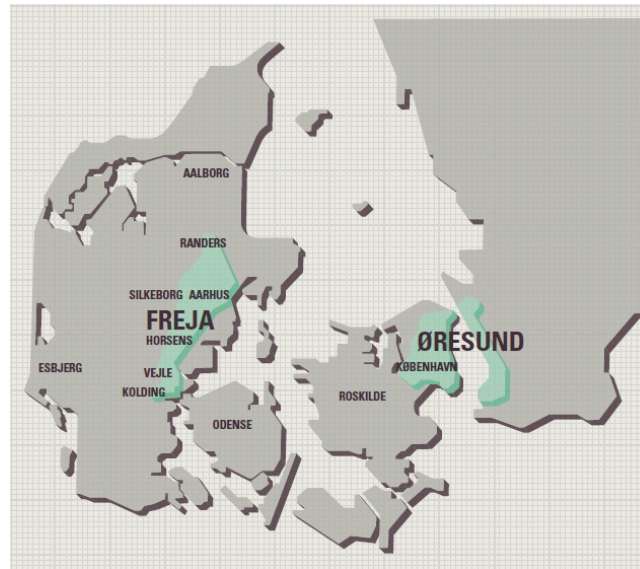 AALBORG
RANDERS
SILKEBORG AARHUS
FREJA
HORSENS
ØRESUND
ESBJERG
VEJLE
KØBENHAVN
KOLDING
ROSKILDE
ODENSE